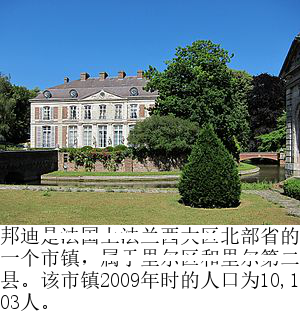 邦迪是法国上法兰西大区北部省的
一个市镇，属于里尔区和里尔第二
县。该市镇2009年时的人口为10,1
03人。